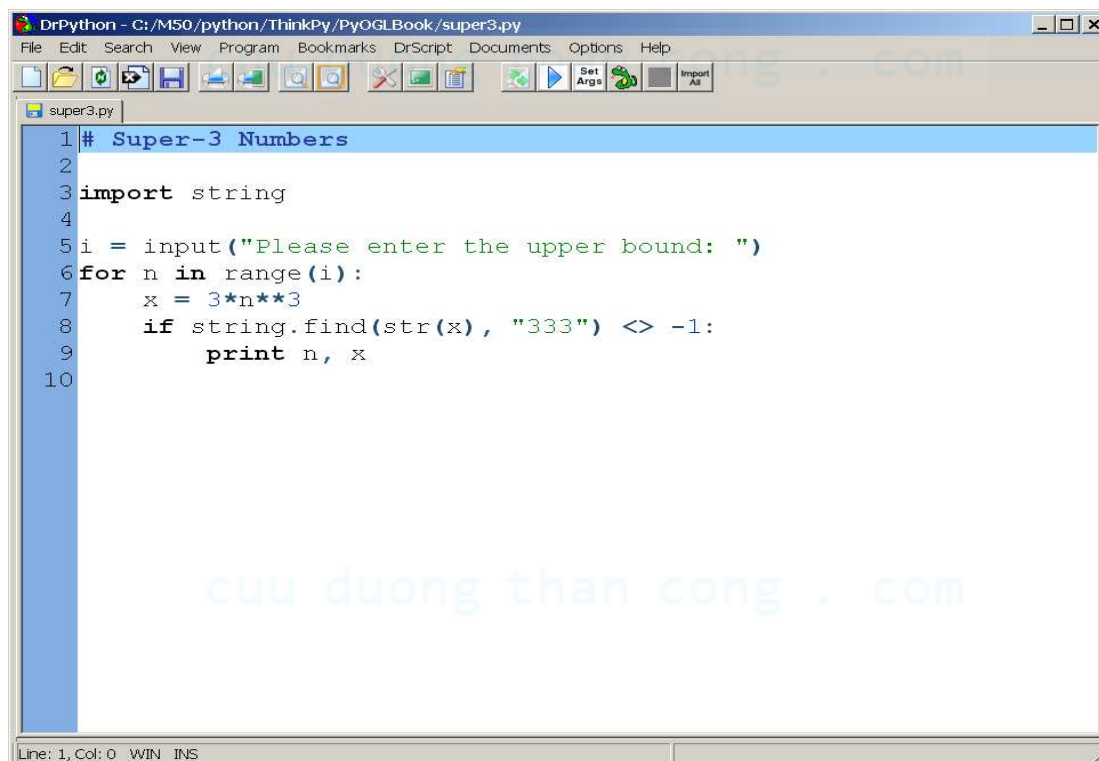 DrPython - C:/M50/python/ThinkPy/PyOGLBook/super3.py
File Edit Search View Program Bookmarks DrScript Documents Options Help
Set Args
Import All
super3.py
1 # Super-3 Numbers
2
3 import string
4
5 i = input("Please enter the upper bound: ")
6 for n in range(i):
7 x = 3*n**3
8 if string.find(str(x), "333") <> -1:
9 print n, x
10
cuu duong than cong . com
Line: 1, Col: 0 WIN INS